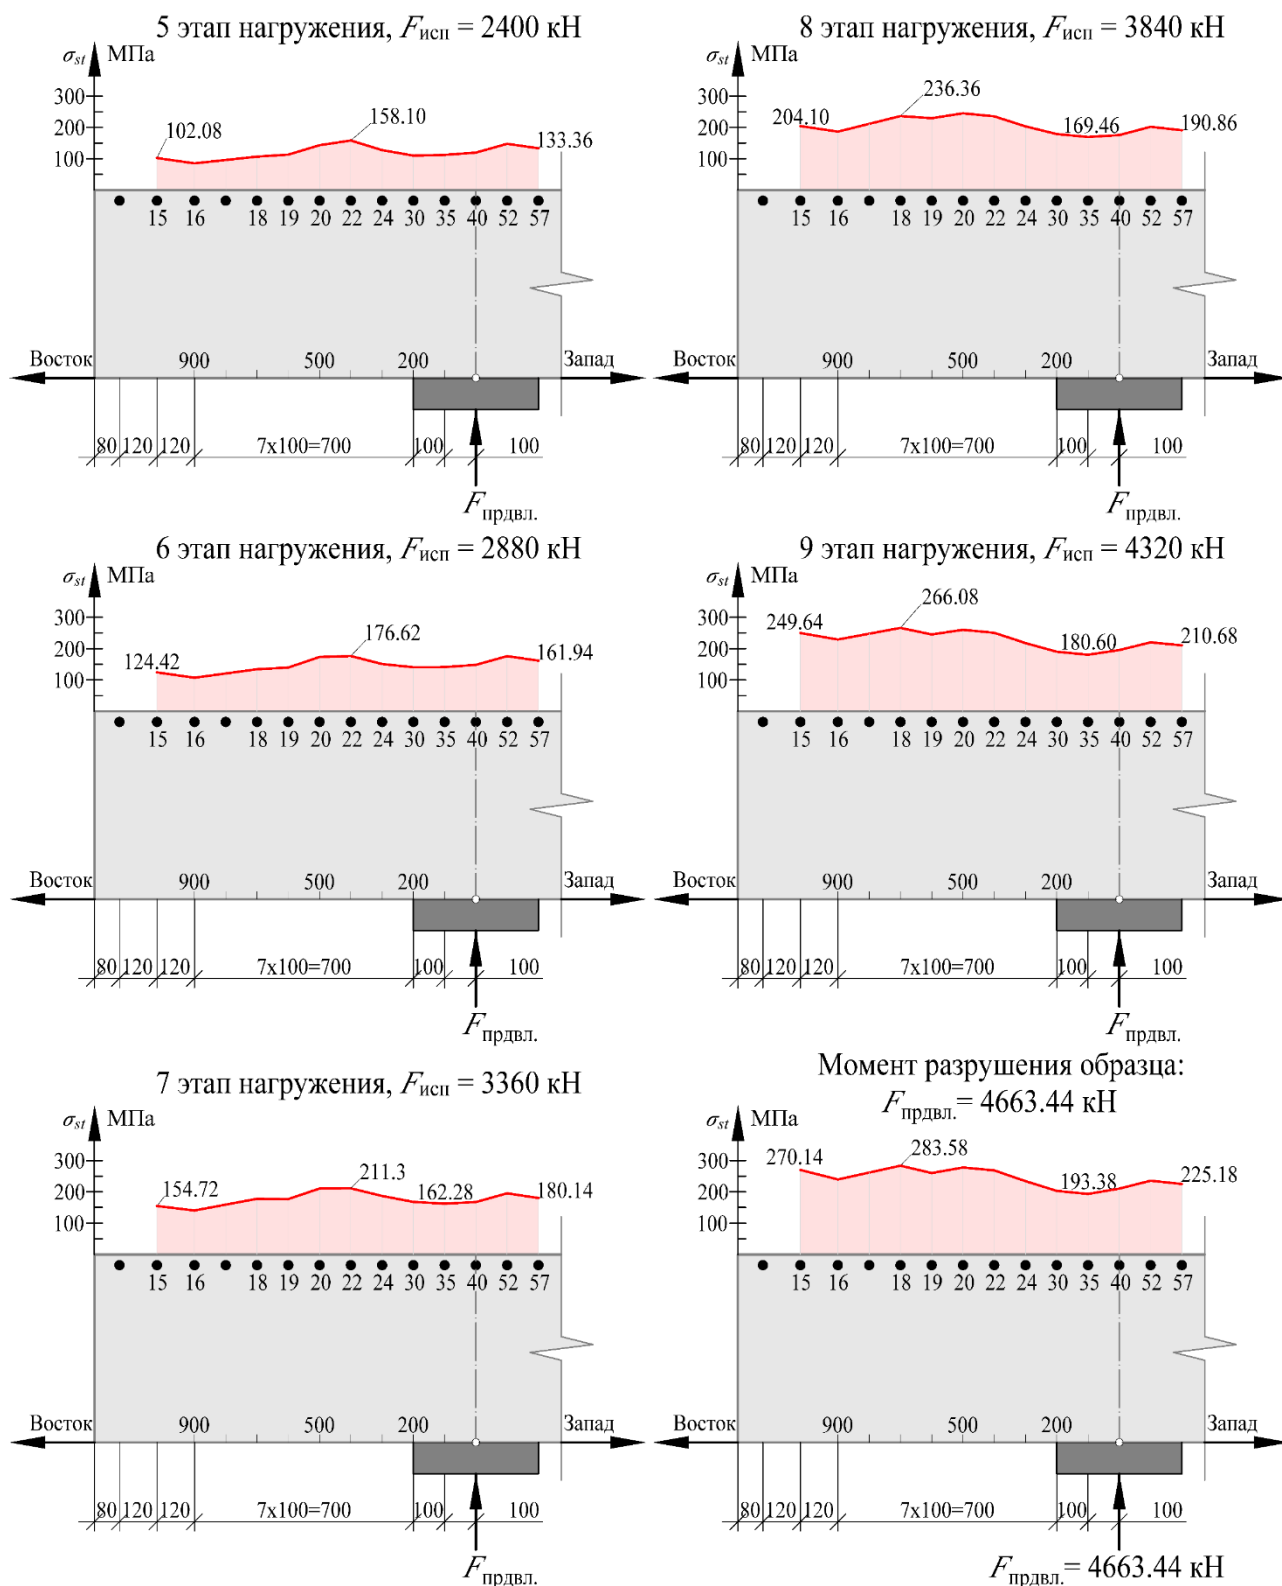 5 этап нагружения, Fисп = 2400 кН
σst МПа
300
200
100
102.08
158.10
133.36
15 16 18 19 20 22 24 30 35 40 52 57
Восток 900 500 200 Запад
80 120 120 7x100=700 100 100
Fпрдвл.
8 этап нагружения, Fисп = 3840 кН
σst МПа
300
200
100
204.10
236.36
169.46
190.86
15 16 18 19 20 22 24 30 35 40 52 57
Восток 900 500 200 Запад
80 120 120 7x100=700 100 100
Fпрдвл.
6 этап нагружения, Fисп = 2880 кН
σst МПа
300
200
100
124.42
176.62
161.94
15 16 18 19 20 22 24 30 35 40 52 57
Восток 900 500 200 Запад
80 120 120 7x100=700 100 100
Fпрдвл.
9 этап нагружения, Fисп = 4320 кН
σst МПа
300
200
100
249.64
266.08
180.60
210.68
15 16 18 19 20 22 24 30 35 40 52 57
Восток 900 500 200 Запад
80 120 120 7x100=700 100 100
Fпрдвл.
7 этап нагружения, Fисп = 3360 кН
σst МПа
300
200
100
154.72
211.3
162.28
180.14
15 16 18 19 20 22 24 30 35 40 52 57
Восток 900 500 200 Запад
80 120 120 7x100=700 100 100
Fпрдвл.
Момент разрушения образца:
Fпрдвл.= 4663.44 кН
σst МПа
300
200
100
270.14
283.58
193.38
225.18
15 16 18 19 20 22 24 30 35 40 52 57
Восток 900 500 200 Запад
80 120 120 7x100=700 100 100
Fпрдвл.= 4663.44 кН